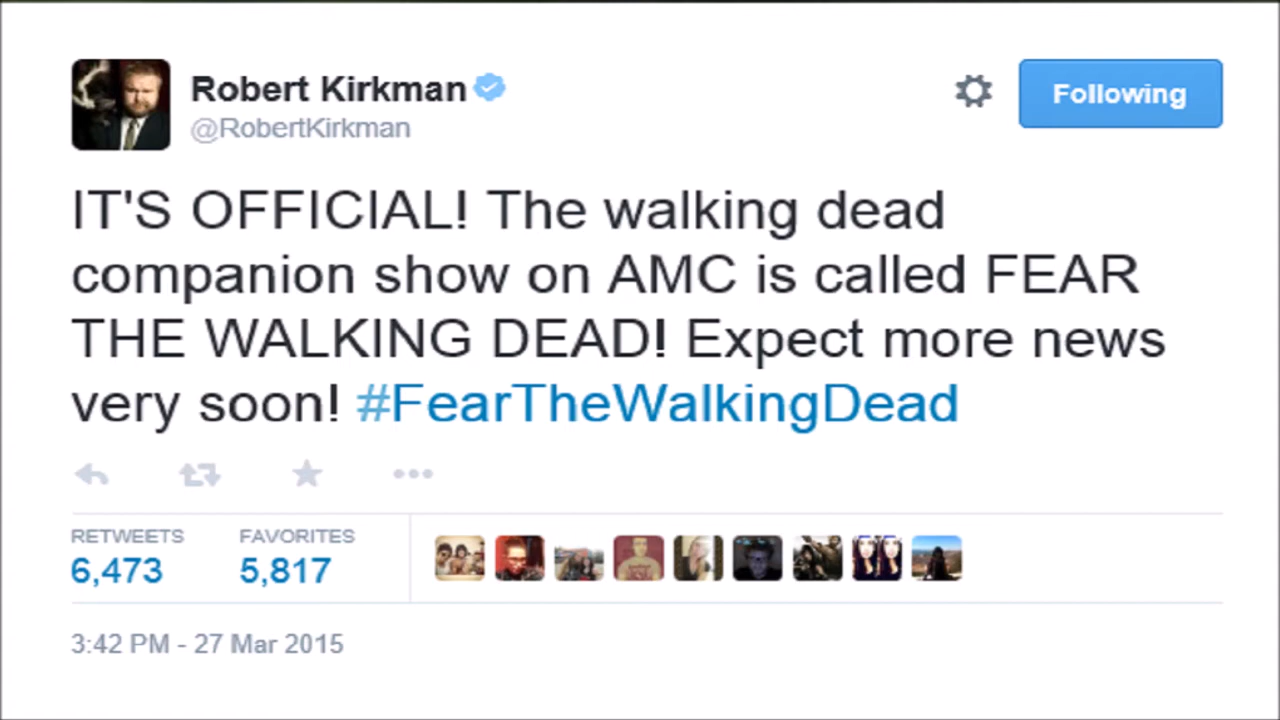 Robert Kirkman
@RobertKirkman
Following
IT'S OFFICIAL! The walking dead
companion show on AMC is called FEAR
THE WALKING DEAD! Expect more news
very soon! #FearTheWalkingDead
RETWEETS FAVORITES
6,473 5,817
3:42 PM - 27 Mar 2015